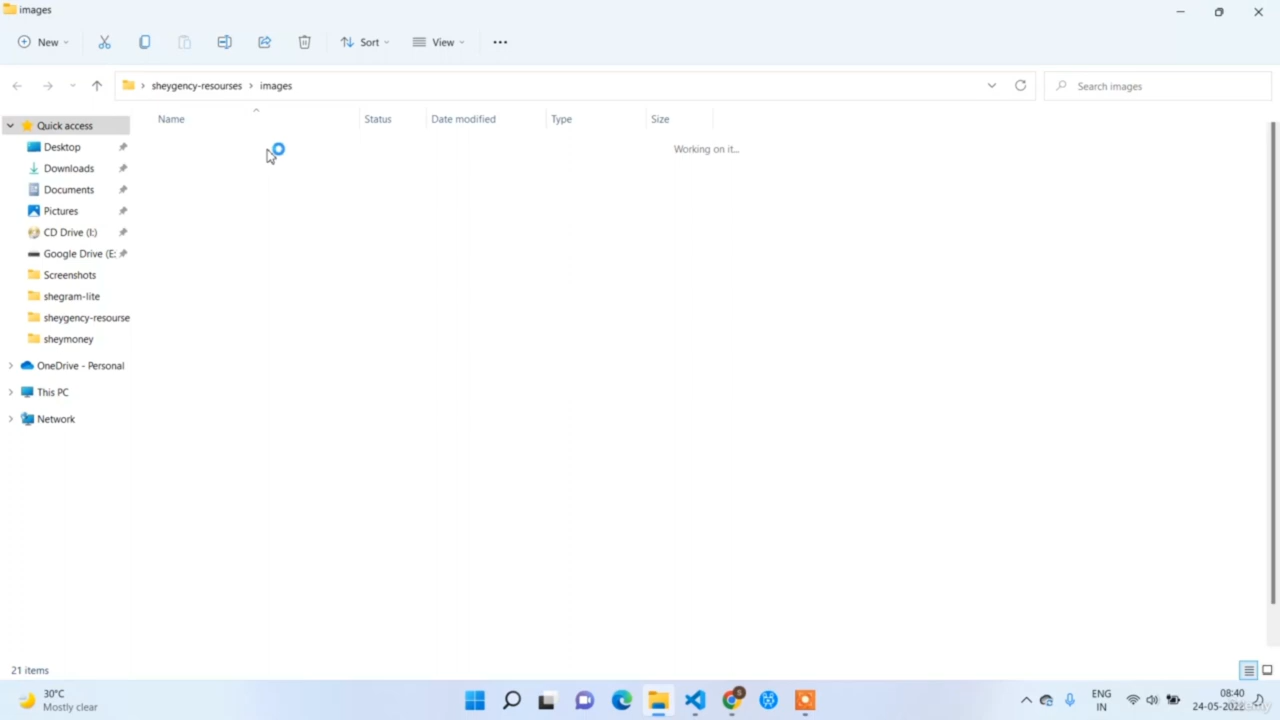 images
New
Sort
View
sheygency-resourses
images
Search images
Name
Status
Date modified
Type
Size
Working on it...
Quick access
Desktop
Downloads
Documents
Pictures
CD Drive (I:)
Google Drive (E:
Screenshots
shegram-lite
sheygency-resourse
sheymoney
OneDrive - Personal
This PC
Network
21 items
30°C
Mostly clear
ENG
IN
08:40
24-05-2022